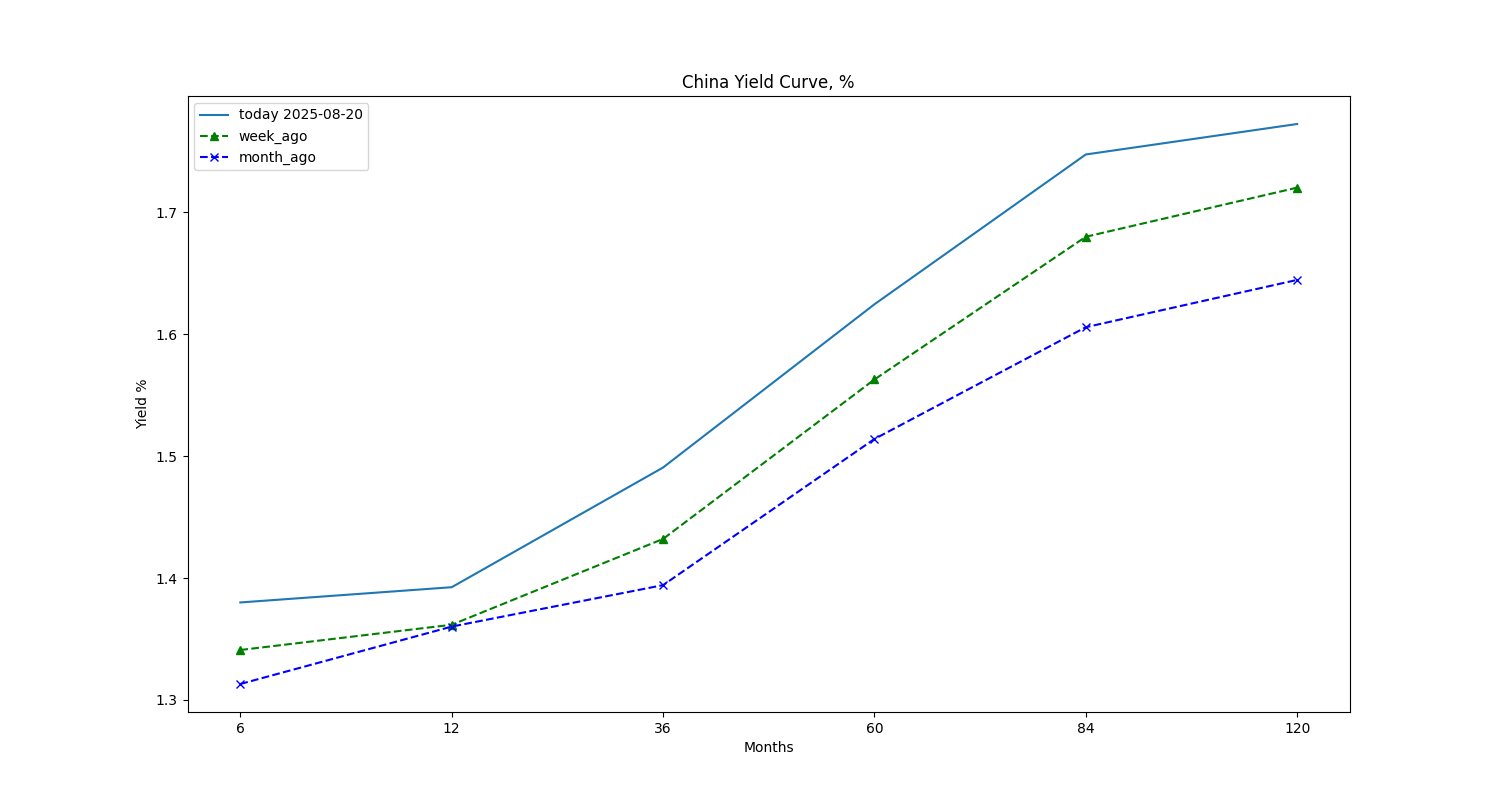 China Yield Curve, %
today 2025-08-20
week_ago
month_ago
1.7
1.6
1.5
1.4
1.3
Yield %
6 12 36 60 84 120
Months